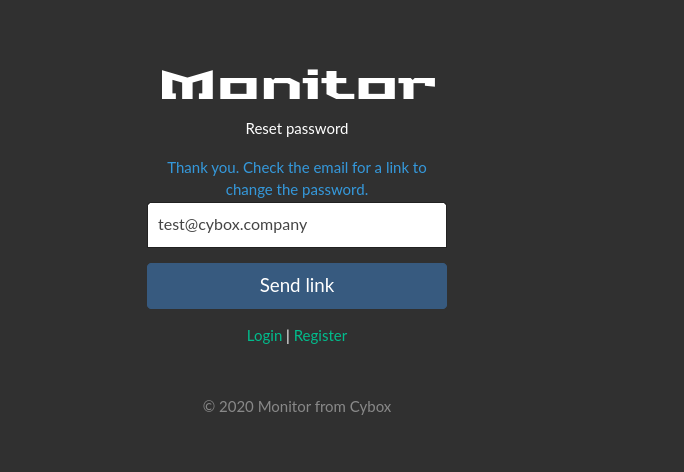 Monitor
Reset password
Thank you. Check the email for a link to
change the password.
test@cybox.company
Send link
Login | Register
© 2020 Monitor from Cybox